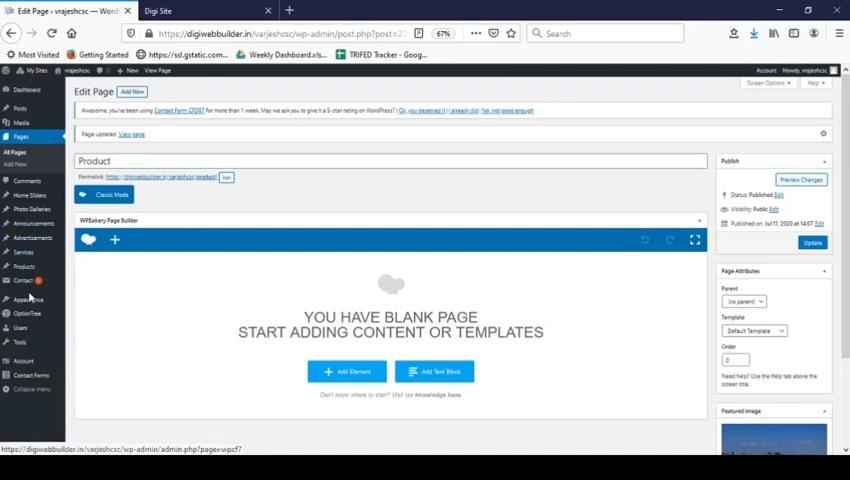 Edit Page ‹ vrajeshcsc — WordP
Digi Site
https://digiwebbuilder.in/varjeshcsc/wp-admin/post.php?post=22
67%
Search
Most Visited
Getting Started
https://ssl.gstatic.com...
Weekly Dashboard.xls...
TRIFED Tracker - Goog...
My Sites
vrajeshcsc
New
View Page
Account
Howdy, vrajeshcsc
Dashboard
Posts
Media
Pages
All Pages
Add New
Comments
Home Sliders
Photo Galleries
Announcements
Advertisements
Services
Products
Contact
Appearance
OptionTree
Users
Tools
Account
Contact Forms
Collapse menu
Screen Options
Help
Edit Page
Add New
Awesome, you've been using Contact Form CFDB7 for more than 1 week. May we ask you to give it a 5-star rating on WordPress? | Ok, you deserved it | I already did | No, not good enough
Page updated. View page
Product
Permalink: https://digiwebbuilder.in/varjeshcsc/product/
Edit
Classic Mode
WPBakery Page Builder
YOU HAVE BLANK PAGE
START ADDING CONTENT OR TEMPLATES
Add Element
Add Text Block
Don't know where to start? Visit our knowledge base.
Publish
Preview Changes
Status: Published Edit
Visibility: Public Edit
Published on: Jul 11, 2020 at 14:07 Edit
Update
Page Attributes
Parent
(no parent)
Template
Default Template
Order
0
Need help? Use the Help tab above the
screen title.
Featured Image
https://digiwebbuilder.in/varjeshcsc/wp-admin/admin.php?page=wpcf7